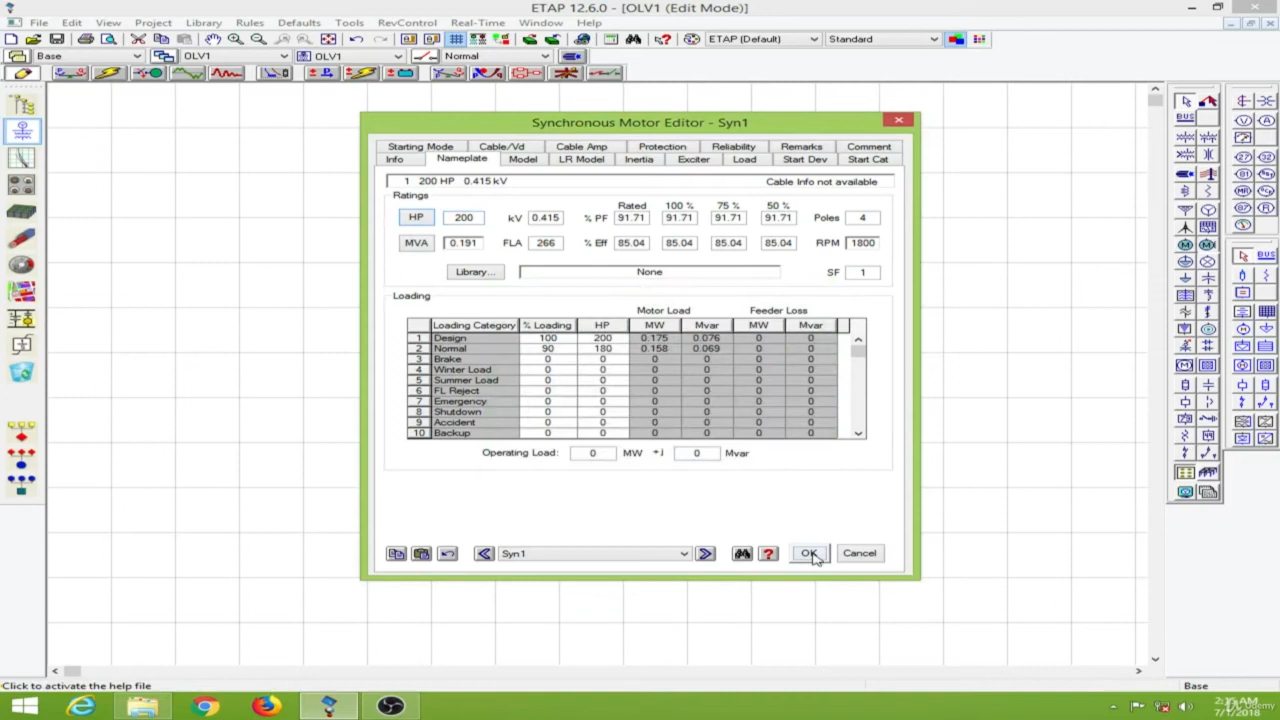 ETAP 12.6.0 - [OLV1 (Edit Mode)]
File Edit View Project Library Rules Defaults Tools RevControl Real-Time Window Help
ETAP (Default) Standard
Base OLV1 OLV1 Normal
Synchronous Motor Editor - Syn1
Starting Mode Cable/Vd Cable Amp Protection Reliability Remarks Comment
Info Nameplate Model LR Model Inertia Exciter Load Start Dev Start Cat
1 200 HP 0.415 kV Cable Info not available
Ratings
Rated 100 % 75 % 50 %
HP 200 kV 0.415 % PF 91.71 91.71 91.71 91.71 Poles 4
MVA 0.191 FLA 266 % Eff 85.04 85.04 85.04 85.04 RPM 1800
Library... None SF 1
Loading
Motor Load Feeder Loss
Loading Category % Loading HP MW Mvar MW Mvar
1 Design 100 200 0.175 0.076 0 0
2 Normal 90 180 0.158 0.069 0 0
3 Brake 0 0 0 0 0 0
4 Winter Load 0 0 0 0 0 0
5 Summer Load 0 0 0 0 0 0
6 FL Reject 0 0 0 0 0 0
7 Emergency 0 0 0 0 0 0
8 Shutdown 0 0 0 0 0 0
9 Accident 0 0 0 0 0 0
10 Backup 0 0 0 0 0 0
Operating Load: 0 MW +j 0 Mvar
Syn1 OK Cancel
BUS
BUS
Click to activate the help file Base
7/1/2018